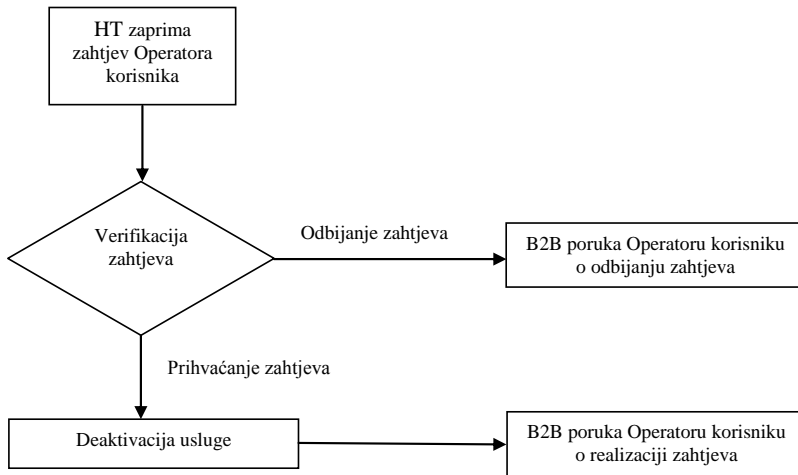 HT zaprima
zahtjev Operatora
korisnika
Verifikacija
zahtjeva
Odbijanje zahtjeva
B2B poruka Operatoru korisniku
o odbijanju zahtjeva
Prihvaćanje zahtjeva
Deaktivacija usluge
B2B poruka Operatoru korisniku
o realizaciji zahtjeva